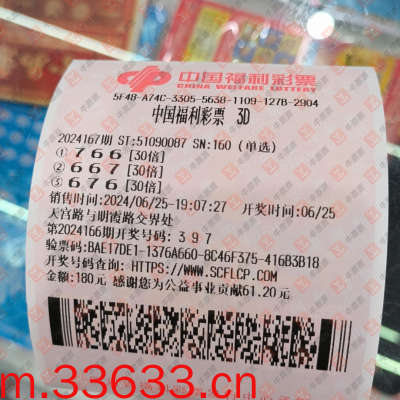 中国福利彩票
CHINA WELFARE LOTTERY
5F4B-A74C-3305-5638-1109-127B-2904
中国福利彩票 3D
2024167期 ST:51090087 SN:160 (单选)
① 7 6 6 [30倍]
② 6 6 7 [30倍]
③ 6 7 6 [30倍]
销售时间:2024/06/25-19:07:27 开奖时间:06/25
天宫路与明霞路交界处
第2024166期开奖号码: 3 9 7
验票码:BAE17DE1-1376A660-8C46F375-416B3B18
开奖号码查询: HTTPS://WWW.SCFLCP.COM
金额:180元 感谢您为公益事业贡献61.20元
m.33633.cn